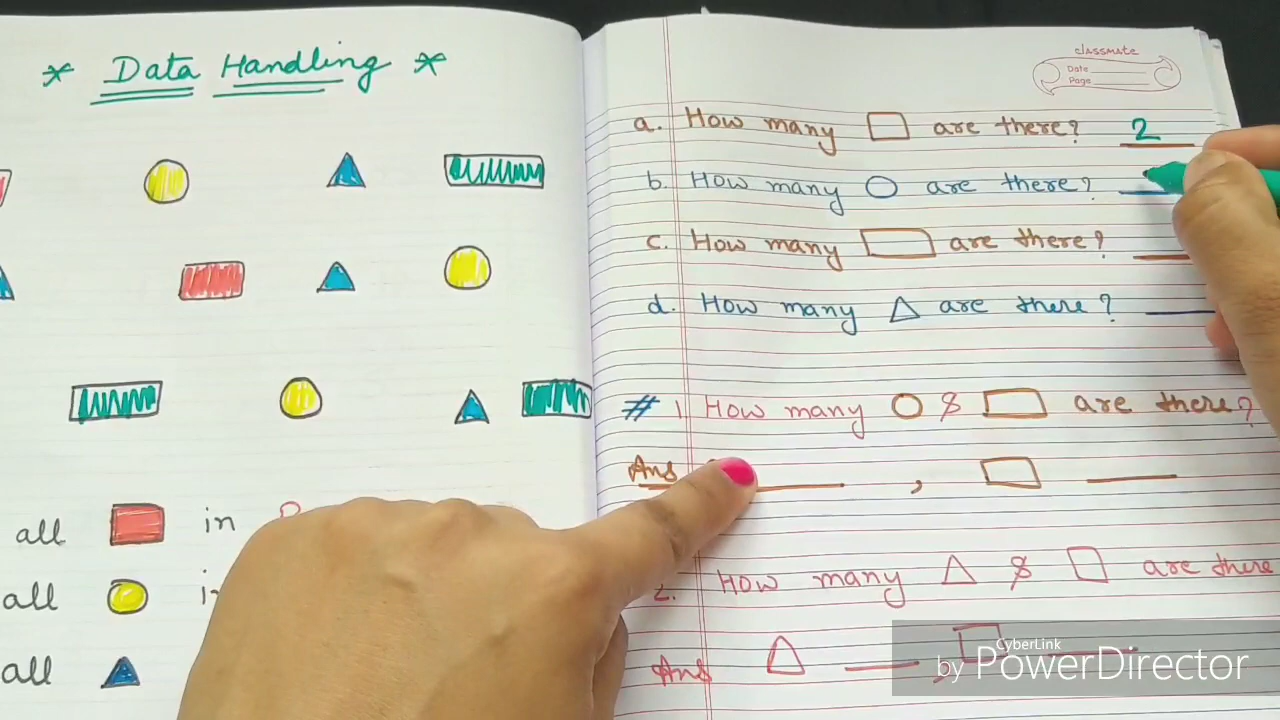 * Data Handling *
all in
all
all
classmate
Date
Page
a. How many □ are there? 2
b. How many ○ are there?
c. How many ▭ are there?
d. How many △ are there?
# 1. How many ○ & ▭ are there?
Ans , ▭
2. How many △ & □ are there
Ans △ , □
CyberLink
by PowerDirector